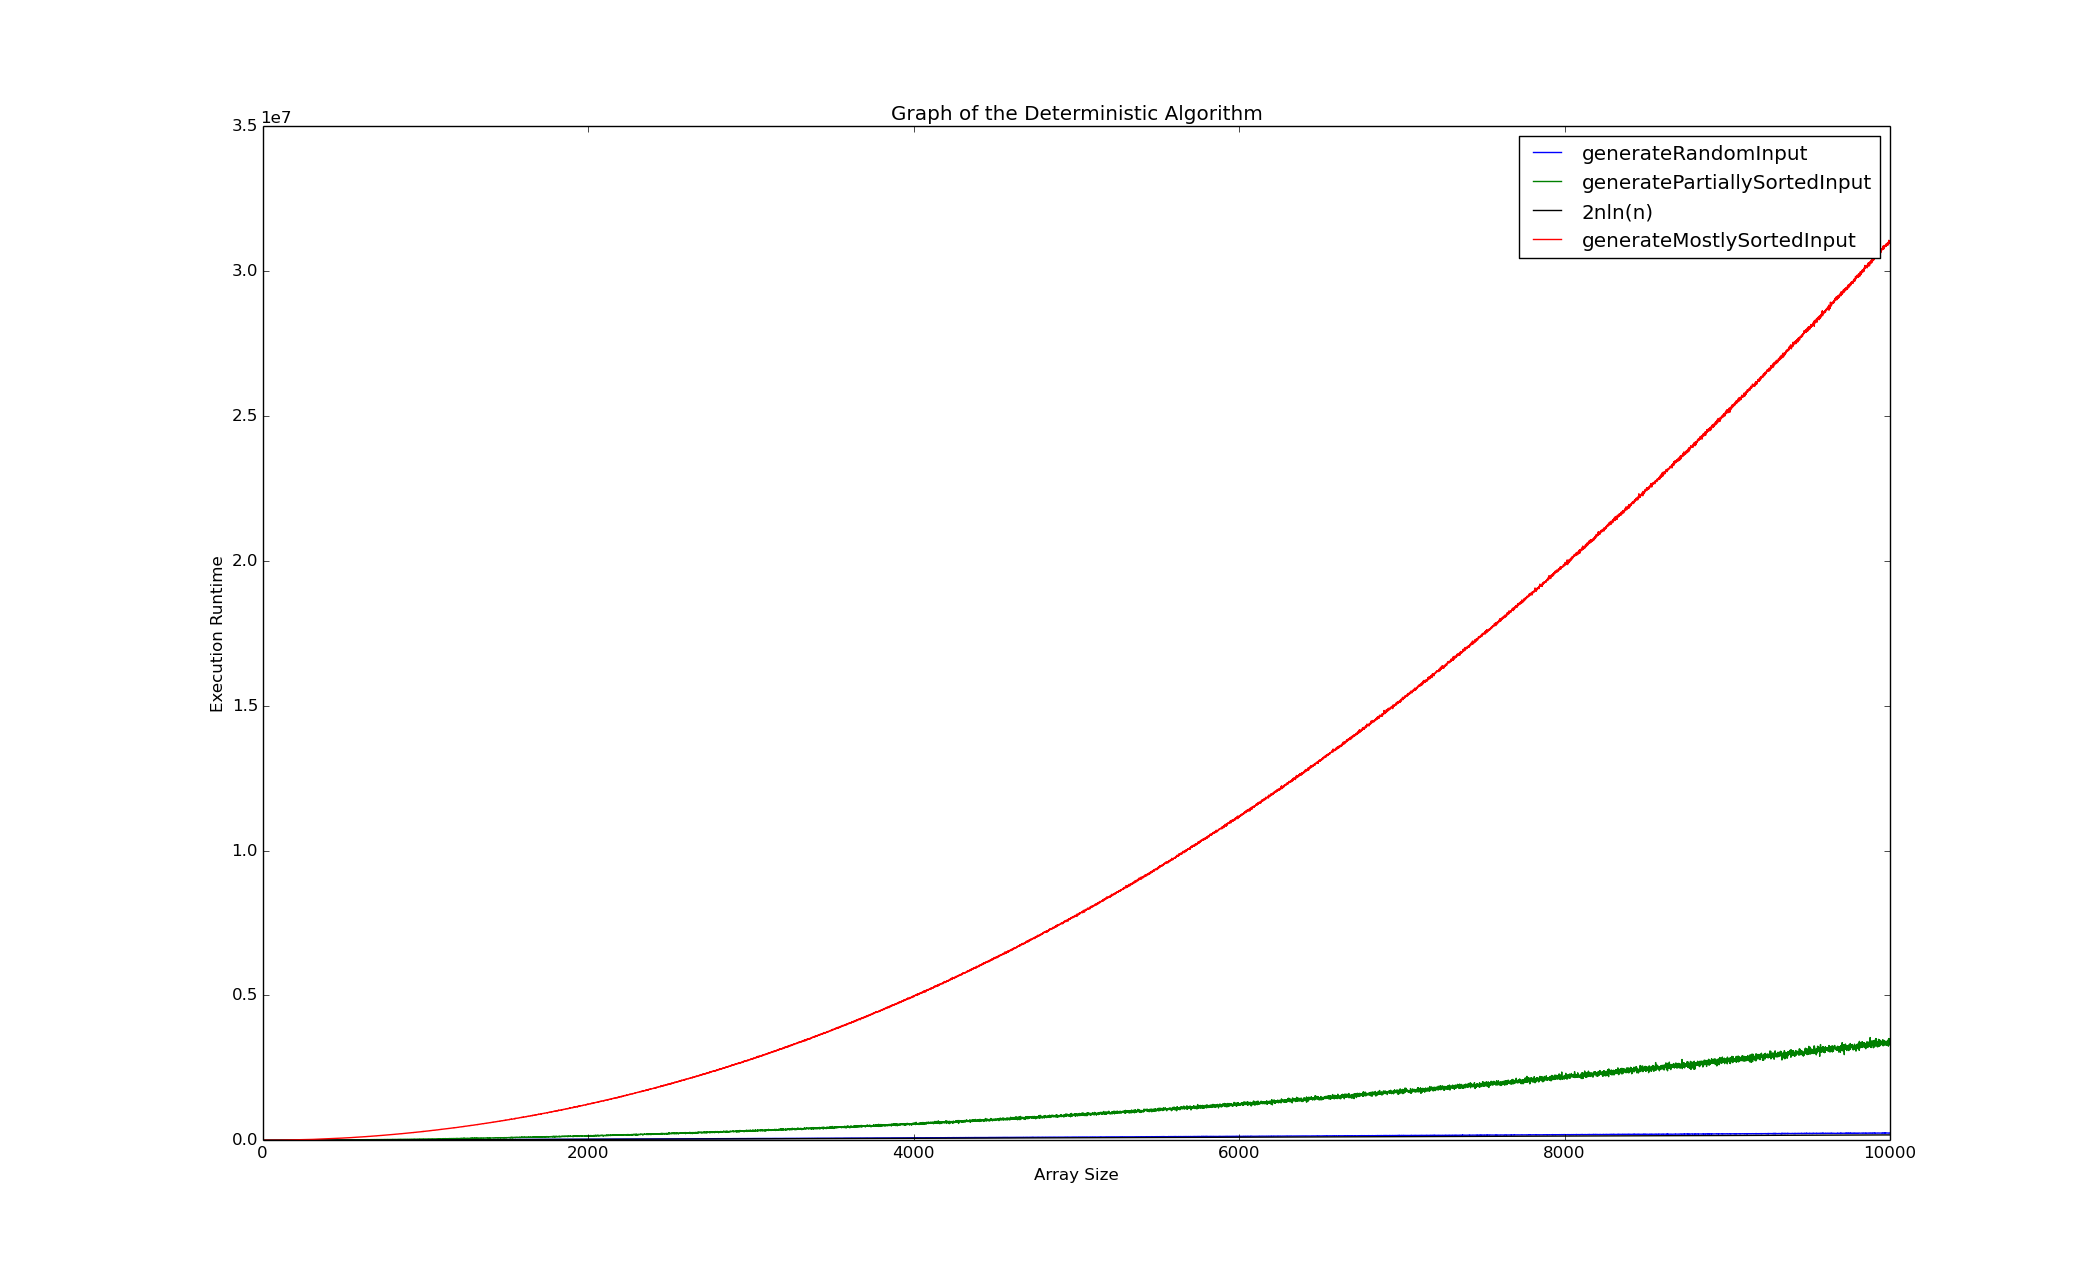 Graph of the Deterministic Algorithm
1e7
3.5
3.0
2.5
2.0
1.5
1.0
0.5
0.0
Execution Runtime
generateRandomInput
generatePartiallySortedInput
2nln(n)
generateMostlySortedInput
0 2000 4000 6000 8000 10000
Array Size